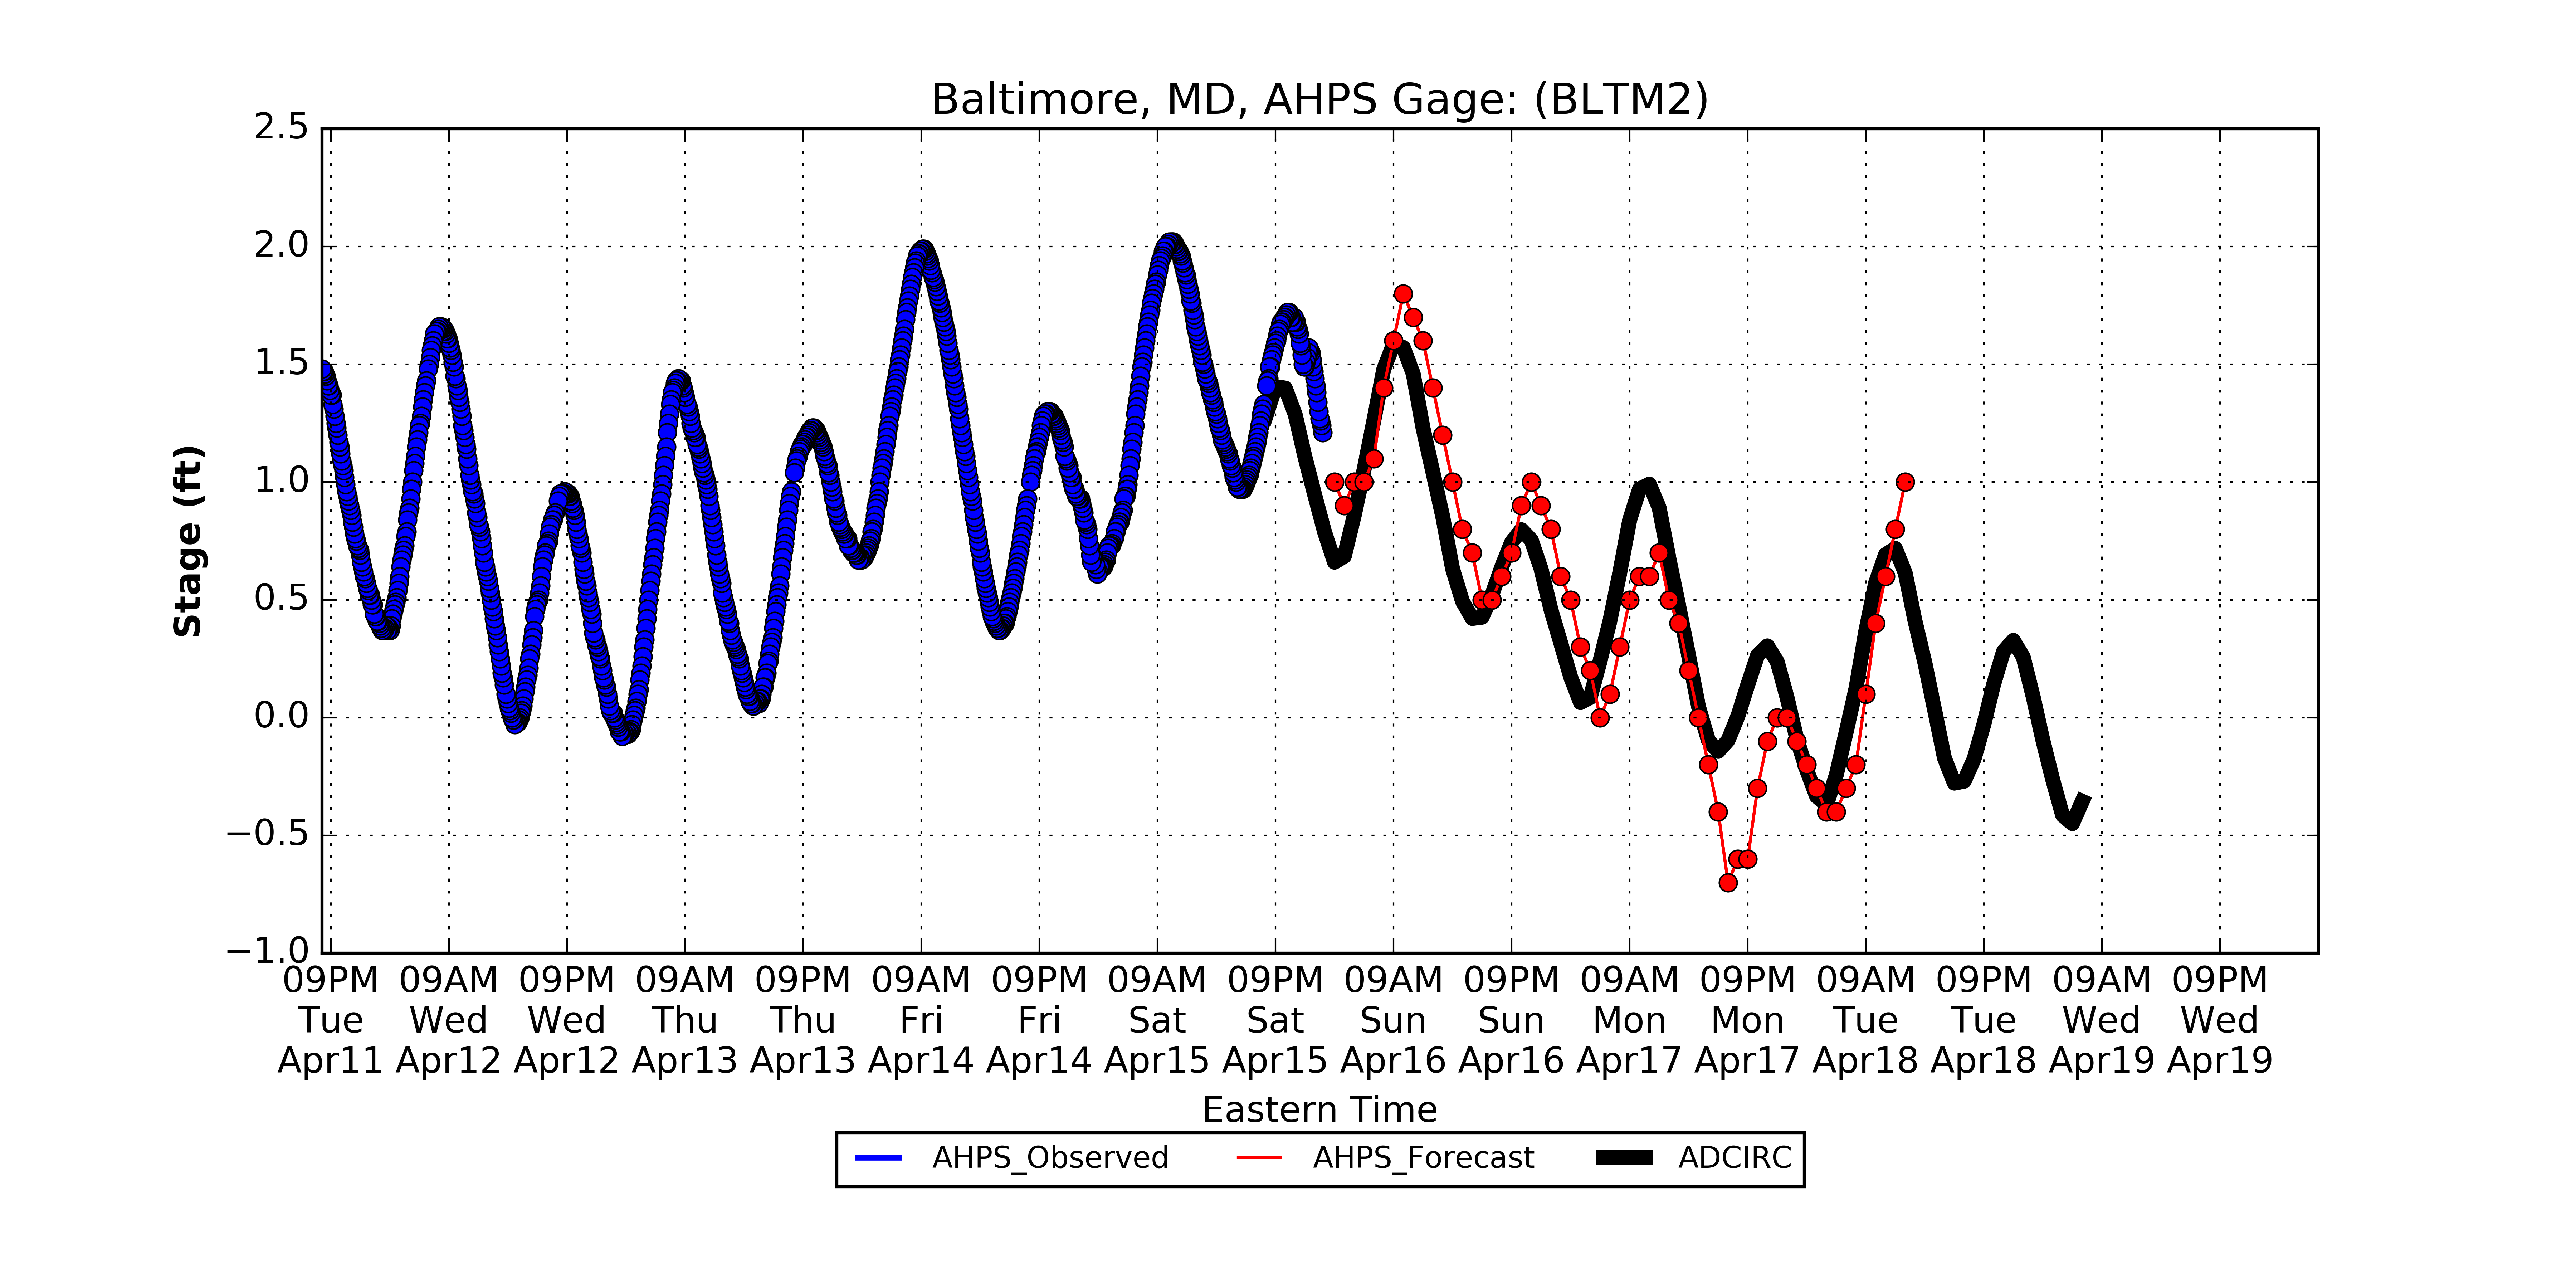 Baltimore, MD, AHPS Gage: (BLTM2)
2.5
2.0
1.5
1.0
0.5
0.0
−0.5
−1.0
Stage (ft)
09PM 09AM 09PM 09AM 09PM 09AM 09PM 09AM 09PM 09AM 09PM 09AM 09PM 09AM 09PM 09AM 09PM
Tue Wed Wed Thu Thu Fri Fri Sat Sat Sun Sun Mon Mon Tue Tue Wed Wed
Apr11 Apr12 Apr12 Apr13 Apr13 Apr14 Apr14 Apr15 Apr15 Apr16 Apr16 Apr17 Apr17 Apr18 Apr18 Apr19 Apr19
Eastern Time
AHPS_Observed AHPS_Forecast ADCIRC